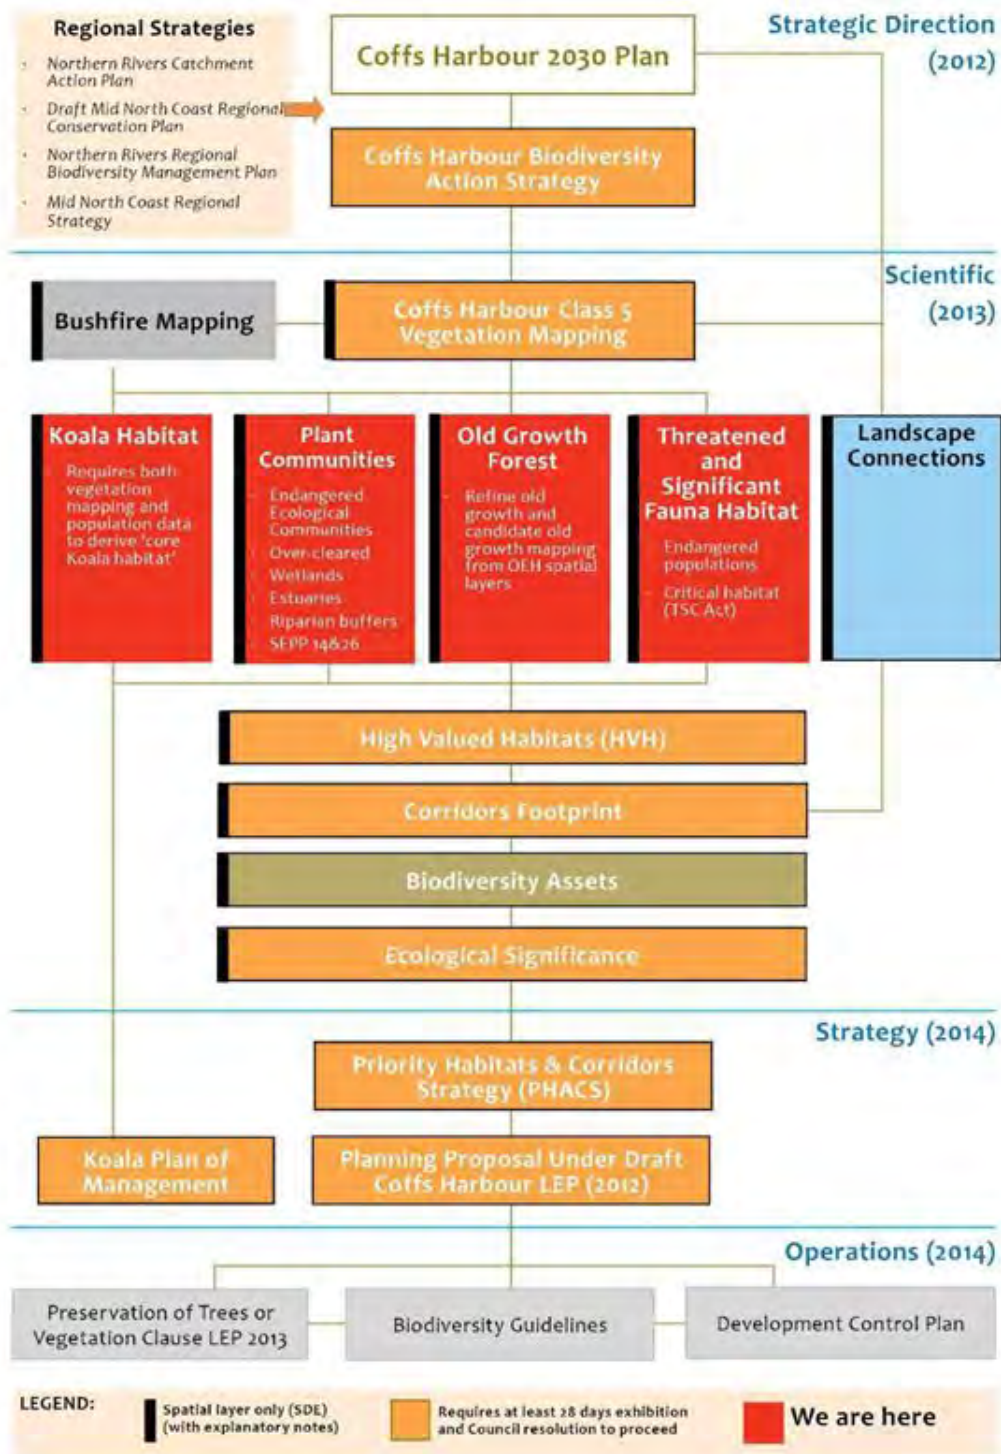 Regional Strategies
· Northern Rivers Catchment
Action Plan
· Draft Mid North Coast Regional
Conservation Plan
· Northern Rivers Regional
Biodiversity Management Plan
· Mid North Coast Regional
Strategy
Coffs Harbour 2030 Plan
Strategic Direction
(2012)
Coffs Harbour Biodiversity
Action Strategy
Scientific
(2013)
Bushfire Mapping
Coffs Harbour Class 5
Vegetation Mapping
Koala Habitat
- Requires both
vegetation
mapping and
population data
to derive 'core
Koala habitat'
Plant
Communities
- Endangered
Ecological
Communities
- Over-cleared
- Wetlands
- Estuaries
- Riparian buffers
- SEPP 14&26
Old Growth
Forest
- Refine old
growth and
candidate old
growth mapping
from OEH spatial
layers
Threatened
and
Significant
Fauna Habitat
- Endangered
populations
- Critical habitat
(TSC Act)
Landscape
Connections
High Valued Habitats (HVH)
Corridors Footprint
Biodiversity Assets
Ecological Significance
Strategy (2014)
Priority Habitats & Corridors
Strategy (PHACS)
Koala Plan of
Management
Planning Proposal Under Draft
Coffs Harbour LEP (2012)
Operations (2014)
Preservation of Trees or
Vegetation Clause LEP 2013
Biodiversity Guidelines
Development Control Plan
LEGEND:
Spatial layer only (SDE)
(with explanatory notes)
Requires at least 28 days exhibition
and Council resolution to proceed
We are here